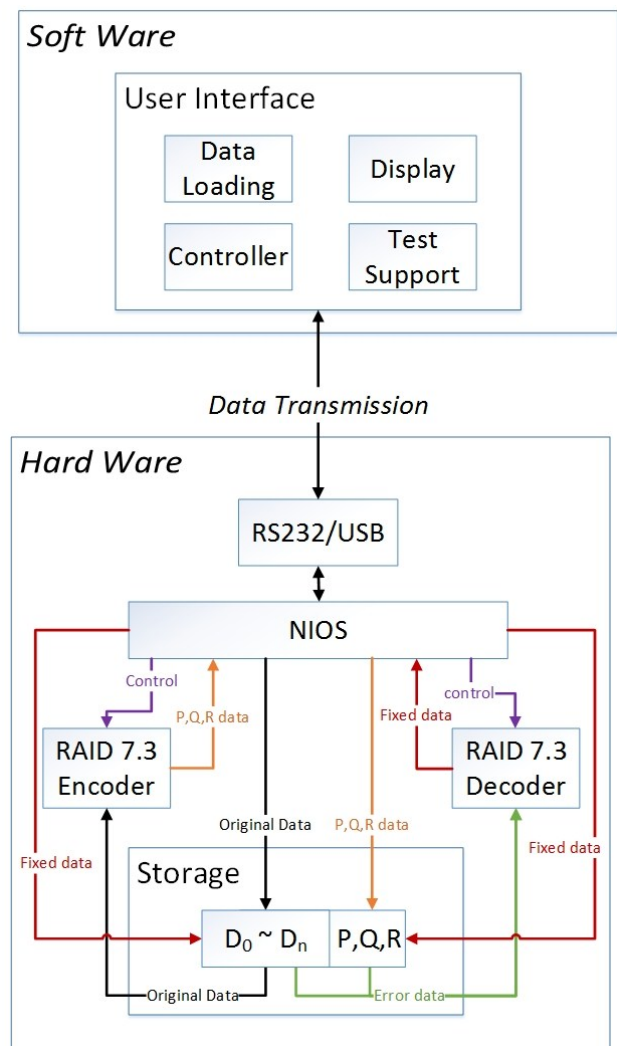 Soft Ware
User Interface
Data
Loading
Display
Controller
Test
Support
Data Transmission
Hard Ware
RS232/USB
NIOS
Control
P,Q,R data
Fixed data
control
RAID 7.3
Encoder
RAID 7.3
Decoder
Original Data
P,Q,R data
Fixed data
Fixed data
Storage
D₀ ~ Dₙ
P,Q,R
Original Data
Error data